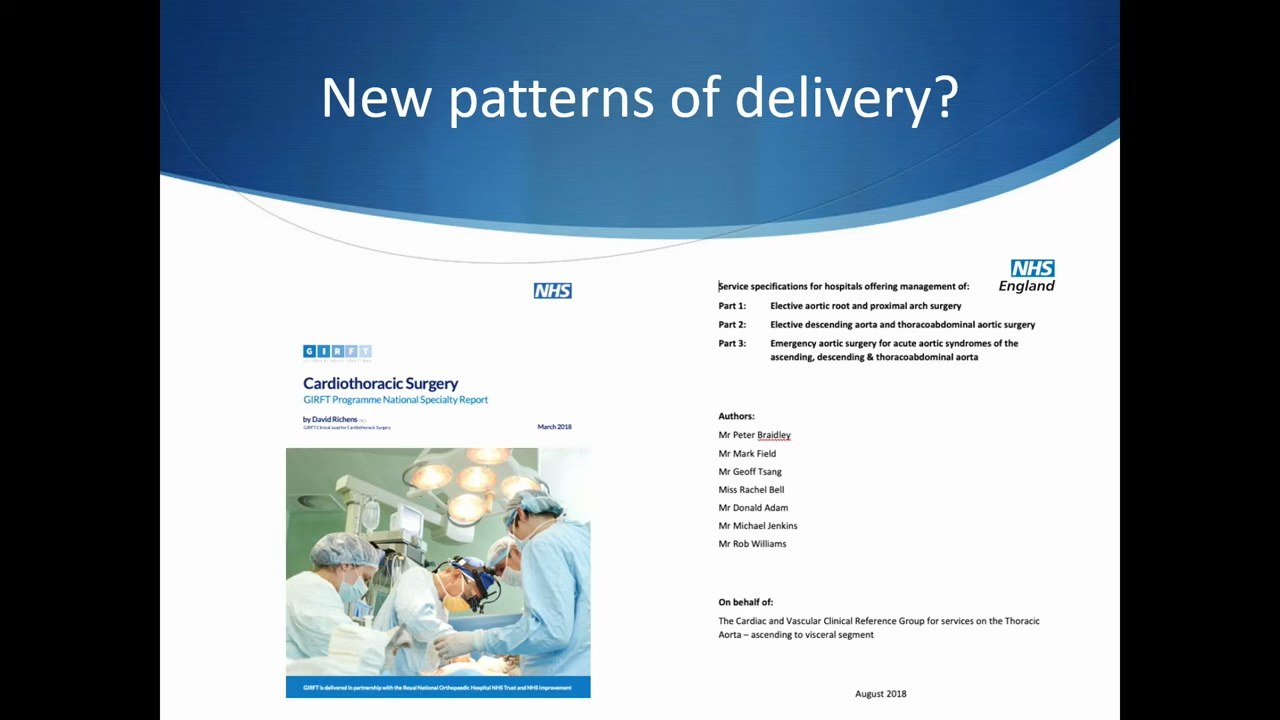 New patterns of delivery?
NHS
GIRFT
Cardiothoracic Surgery
GIRFT Programme National Specialty Report
by David Richens
GIRFT Clinical Lead for Cardiothoracic Surgery
March 2018
GIRFT is delivered in partnership with the Royal National Orthopaedic Hospital NHS Trust and NHS Improvement
NHS
England
Service specifications for hospitals offering management of:
Part 1: Elective aortic root and proximal arch surgery
Part 2: Elective descending aorta and thoracoabdominal aortic surgery
Part 3: Emergency aortic surgery for acute aortic syndromes of the
ascending, descending & thoracoabdominal aorta
Authors:
Mr Peter Braidley
Mr Mark Field
Mr Geoff Tsang
Miss Rachel Bell
Mr Donald Adam
Mr Michael Jenkins
Mr Rob Williams
On behalf of:
The Cardiac and Vascular Clinical Reference Group for services on the Thoracic
Aorta – ascending to visceral segment
August 2018